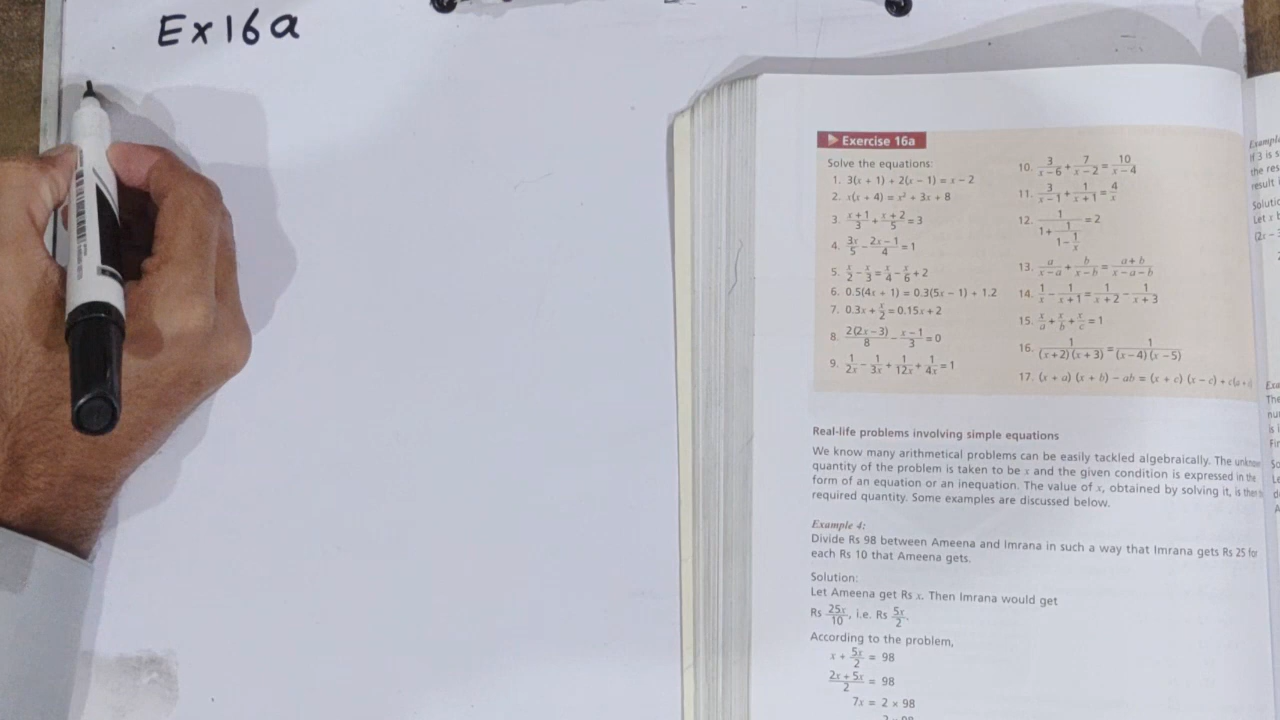 Ex 16a
Exercise 16a
Solve the equations:
1. 3(x + 1) + 2(x − 1) = x − 2
2. x(x + 4) = x² + 3x + 8
3. (x+1)/3 + (x+2)/5 = 3
4. 3x/5 − (2x−1)/4 = 1
5. x/2 − x/3 = x/4 − x/6 + 2
6. 0.5(4x + 1) = 0.3(5x − 1) + 1.2
7. 0.3x + x/2 = 0.15x + 2
8. 2(2x−3)/8 − (x−1)/3 = 0
9. 1/2x − 1/3x + 1/12x + 1/4x = 1
10. 3/(x−6) + 7/(x−2) = 10/(x−4)
11. 3/(x−1) + 1/(x+1) = 4/x
12. 1/(1+1/(1−1/x)) = 2
13. a/(x−a) + b/(x−b) = (a+b)/(x−a−b)
14. 1/x − 1/(x+1) = 1/(x+2) − 1/(x+3)
15. x/a + x/b + x/c = 1
16. 1/((x+2)(x+3)) = 1/((x−4)(x−5))
17. (x + a) (x + b) − ab = (x + c) (x − c) + c
Real-life problems involving simple equations
We know many arithmetical problems can be easily tackled algebraically. The unknown
quantity of the problem is taken to be x and the given condition is expressed in the
form of an equation or an inequation. The value of x, obtained by solving it, is then
required quantity. Some examples are discussed below.
Example 4:
Divide Rs 98 between Ameena and Imrana in such a way that Imrana gets Rs 25 for
each Rs 10 that Ameena gets.
Solution:
Let Ameena get Rs x. Then Imrana would get
Rs 25x/10, i.e. Rs 5x/2.
According to the problem,
x + 5x/2 = 98
(2x + 5x)/2 = 98
7x = 2 × 98